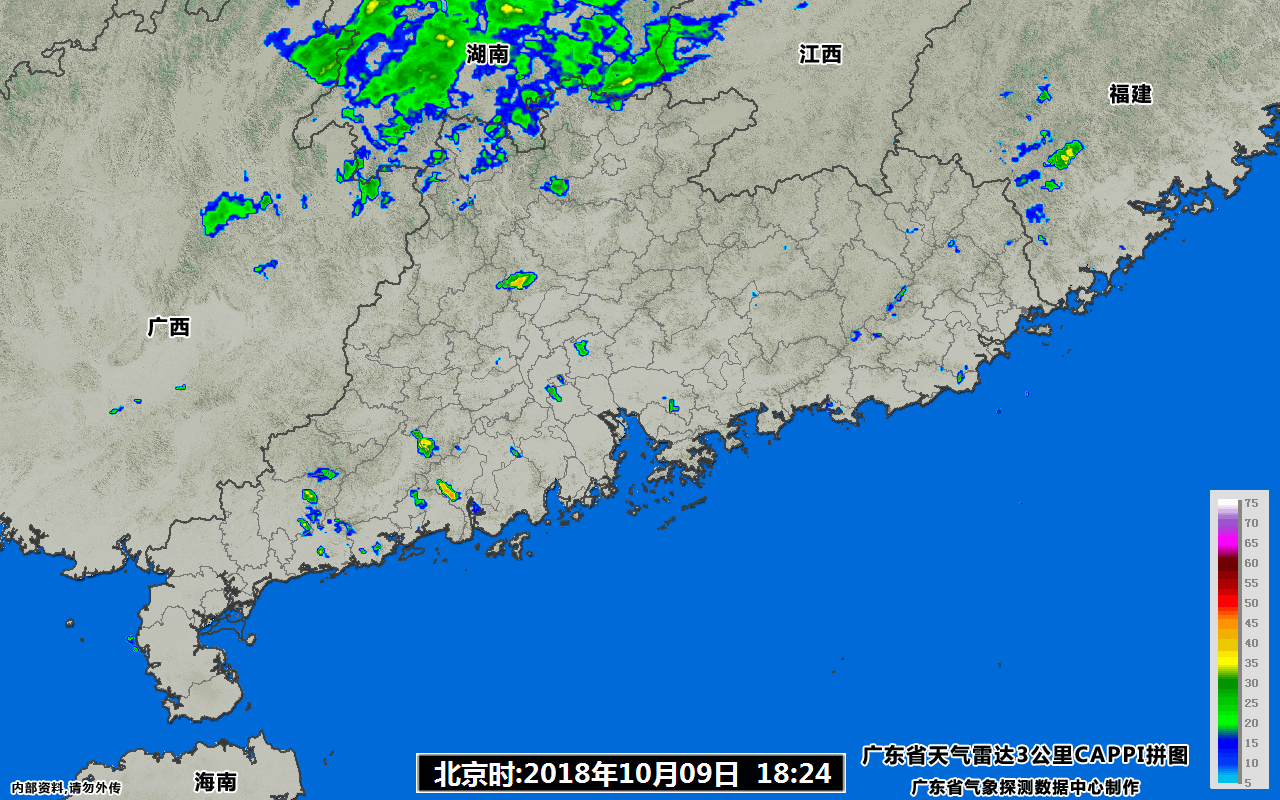 湖南
江西
福建
广西
75
70
65
60
55
50
45
40
35
30
25
20
15
10
5
广东省天气雷达3公里CAPPI拼图
北京时:2018年10月09日 18:24
海南
内部资料,请勿外传
广东省气象探测数据中心制作